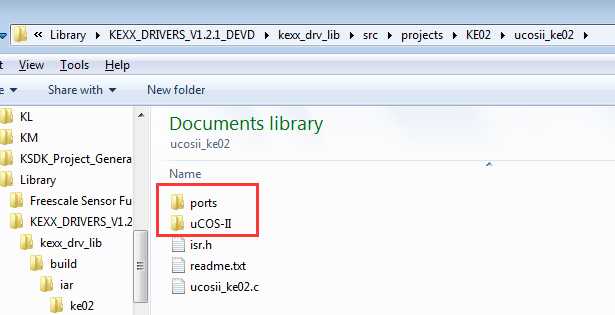 « Library ▸ KEXX_DRIVERS_V1.2.1_DEVD ▸ kexx_drv_lib ▸ src ▸ projects ▸ KE02 ▸ ucosii_ke02 ▸
t View Tools Help
e ▾ Share with ▾ New folder
KL
KM
KSDK_Project_Genera
Library
Freescale Sensor Fu
KEXX_DRIVERS_V1.2
kexx_drv_lib
build
iar
ke02
Documents library
ucosii_ke02
Name
ports
uCOS-II
isr.h
readme.txt
ucosii_ke02.c